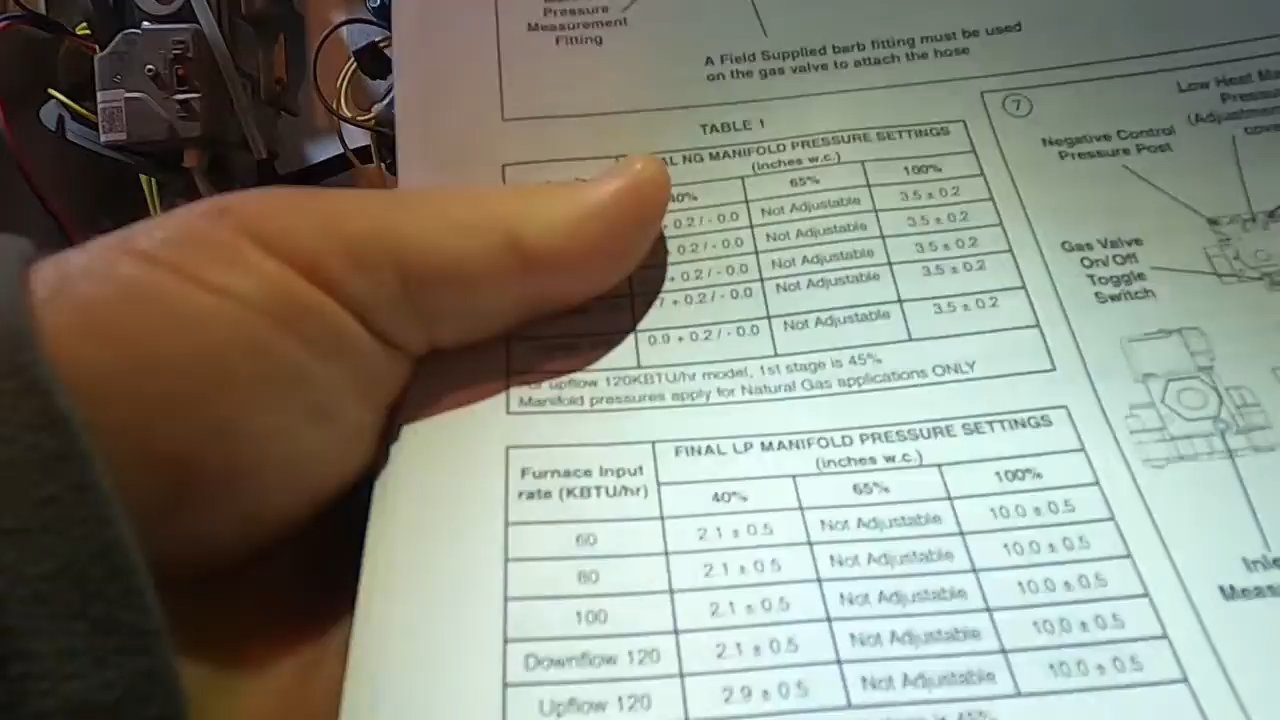 Pressure
Measurement
Fitting
A Field Supplied barb fitting must be used
on the gas valve to attach the hose
TABLE 1
NG MANIFOLD PRESSURE SETTINGS
(inches w.c.)
40% 65% 100%
+ 0.2 / - 0.0 Not Adjustable 3.5 ± 0.2
0.2 / - 0.0 Not Adjustable 3.5 ± 0.2
+ 0.2 / - 0.0 Not Adjustable 3.5 ± 0.2
+ 0.2 / - 0.0 Not Adjustable 3.5 ± 0.2
0.9 + 0.2 / - 0.0 Not Adjustable 3.5 ± 0.2
upflow 120KBTU/hr model, 1st stage is 45%
Manifold pressures apply for Natural Gas applications ONLY
Furnace Input
rate (KBTU/hr)
FINAL LP MANIFOLD PRESSURE SETTINGS
(inches w.c.)
40% 65% 100%
60 2.1 ± 0.5 Not Adjustable 10.0 ± 0.5
80 2.1 ± 0.5 Not Adjustable 10.0 ± 0.5
100 2.1 ± 0.5 Not Adjustable 10.0 ± 0.5
Downflow 120 2.1 ± 0.5 Not Adjustable 10.0 ± 0.5
Upflow 120 2.9 ± 0.5 Not Adjustable 10.0 ± 0.5
is 45%
7
Low Heat
Negative Control
Pressure Post
Gas Valve
On/Off
Toggle
Switch